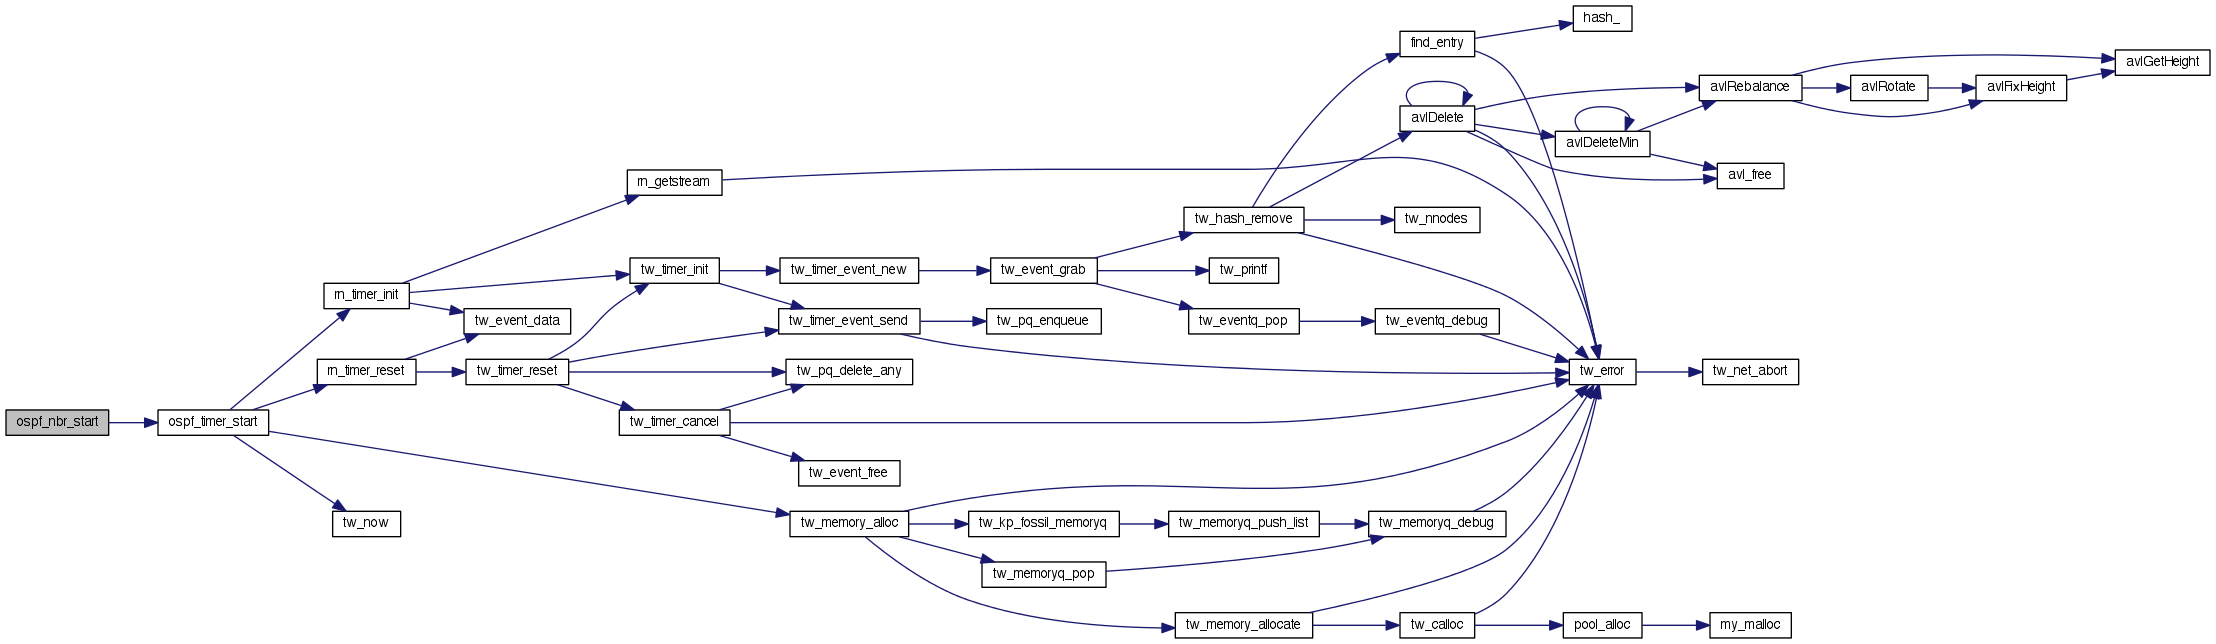 hash_
find_entry
avlGetHeight
avlRebalance
avlRotate
avlFixHeight
avlDelete
avlDeleteMin
avl_free
rn_getstream
tw_hash_remove
tw_nnodes
tw_timer_init
tw_timer_event_new
tw_event_grab
tw_printf
rn_timer_init
tw_event_data
tw_timer_event_send
tw_pq_enqueue
tw_eventq_pop
tw_eventq_debug
rn_timer_reset
tw_timer_reset
tw_pq_delete_any
tw_error
tw_net_abort
ospf_nbr_start
ospf_timer_start
tw_timer_cancel
tw_event_free
tw_now
tw_memory_alloc
tw_kp_fossil_memoryq
tw_memoryq_push_list
tw_memoryq_debug
tw_memoryq_pop
tw_memory_allocate
tw_calloc
pool_alloc
my_malloc